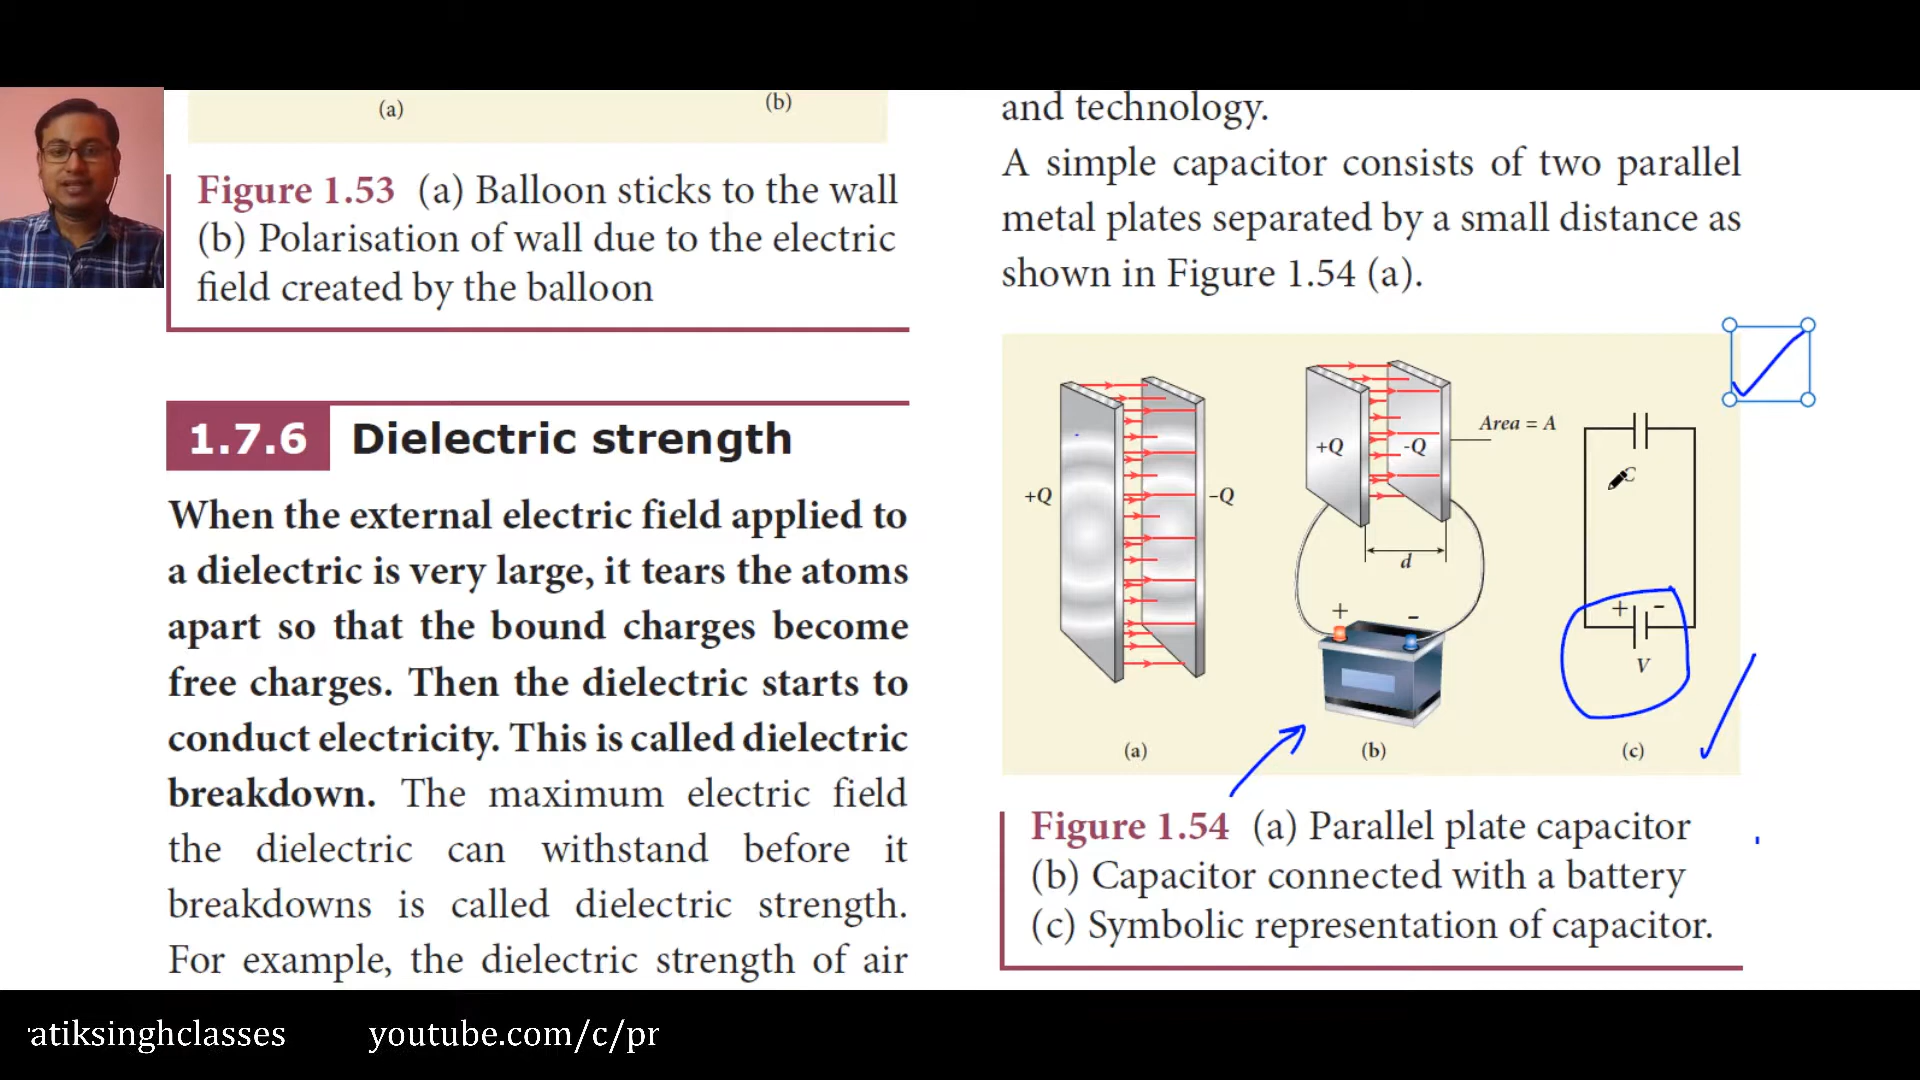 (a)
(b)
Figure 1.53 (a) Balloon sticks to the wall
(b) Polarisation of wall due to the electric
field created by the balloon
1.7.6 Dielectric strength
When the external electric field applied to
a dielectric is very large, it tears the atoms
apart so that the bound charges become
free charges. Then the dielectric starts to
conduct electricity. This is called dielectric
breakdown. The maximum electric field
the dielectric can withstand before it
breakdowns is called dielectric strength.
For example, the dielectric strength of air
and technology.
A simple capacitor consists of two parallel
metal plates separated by a small distance as
shown in Figure 1.54 (a).
+Q
–Q
+Q
-Q
Area = A
d
+
-
C
+
-
V
(a)
(b)
(c)
Figure 1.54 (a) Parallel plate capacitor
(b) Capacitor connected with a battery
(c) Symbolic representation of capacitor.
atiksinghclasses
youtube.com/c/pr